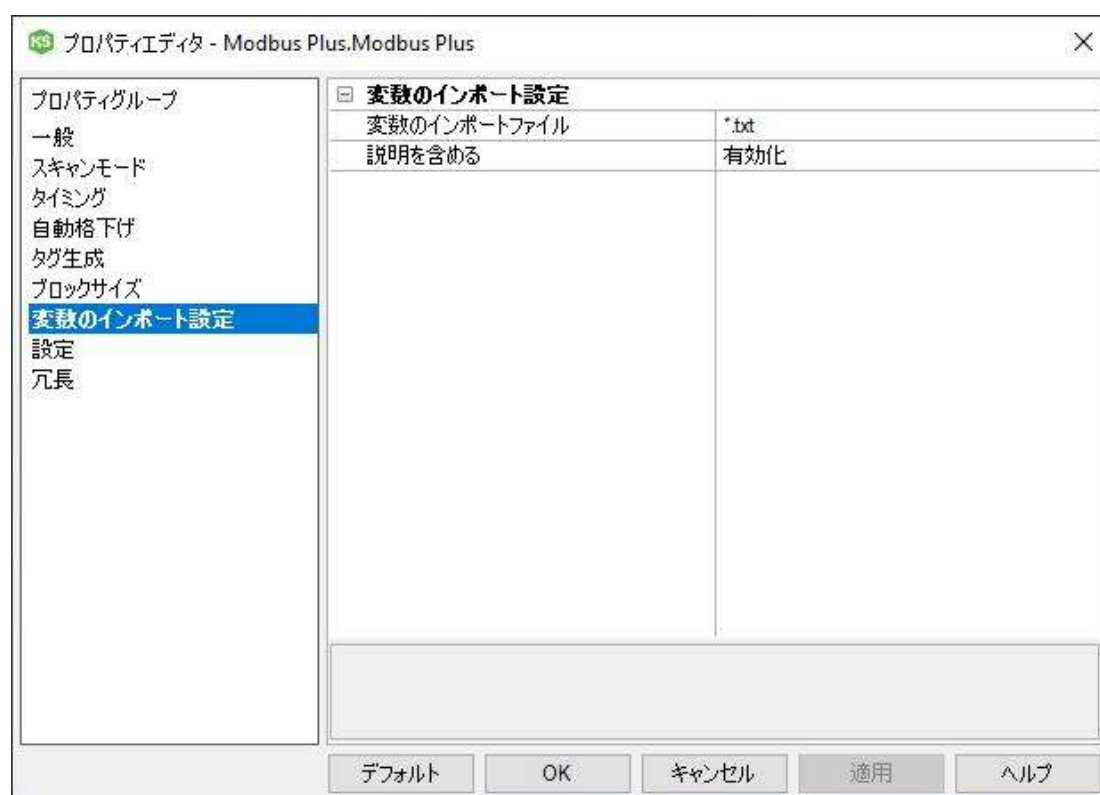 KS プロパティエディタ - Modbus Plus.Modbus Plus
プロパティグループ
一般
スキャンモード
タイミング
自動格下げ
タグ生成
ブロックサイズ
変数のインポート設定
設定
冗長
変数のインポート設定
変数のインポートファイル *.txt
説明を含める 有効化
デフォルト OK キャンセル 適用 ヘルプ